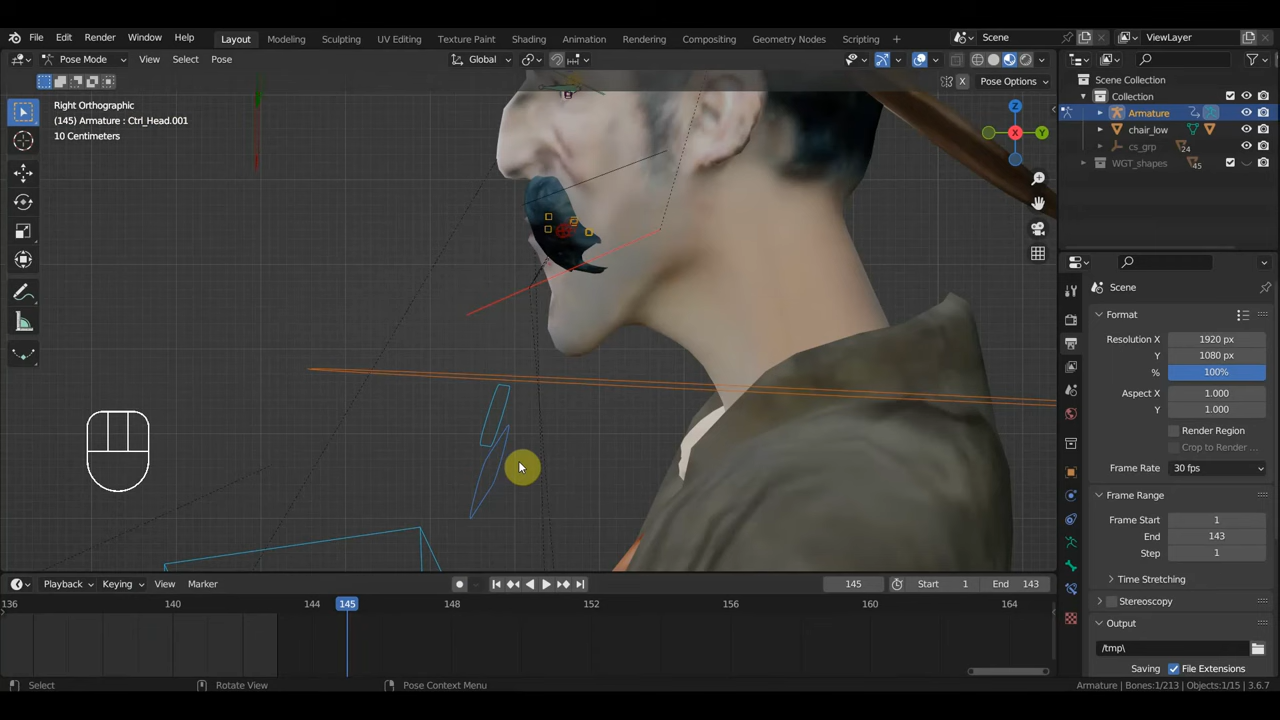 File Edit Render Window Help Layout Modeling Sculpting UV Editing Texture Paint Shading Animation Rendering Compositing Geometry Nodes Scripting + Scene ViewLayer
Pose Mode View Select Pose Global
X Pose Options
Right Orthographic
(145) Armature : Ctrl_Head.001
10 Centimeters
Z
X
Y
Scene Collection
Collection
Armature
chair_low
cs_grp 24
WGT_shapes 45
Scene
Format
Resolution X 1920 px
Y 1080 px
% 100%
Aspect X 1.000
Y 1.000
Render Region
Crop to Render ...
Frame Rate 30 fps
Frame Range
Frame Start 1
End 143
Step 1
Time Stretching
Stereoscopy
Output
/tmp\
Saving File Extensions
Playback Keying View Marker 145 Start 1 End 143
136 140 144 145 148 152 156 160 164
Select Rotate View Pose Context Menu Armature | Bones:1/213 | Objects:1/15 | 3.6.7